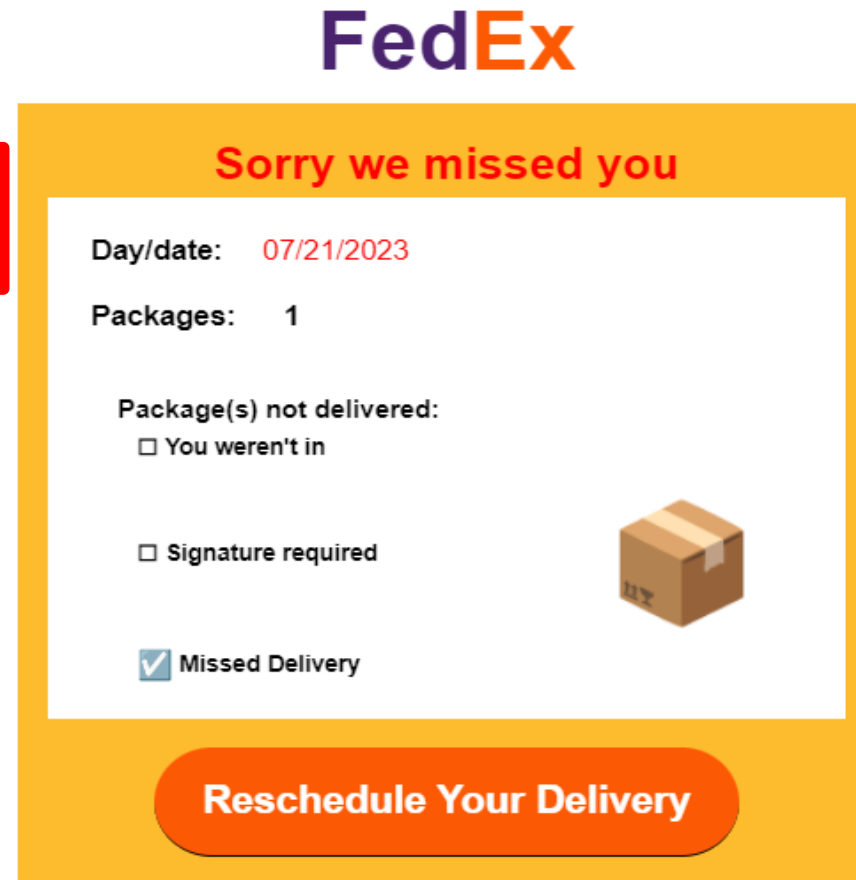 FedEx
Sorry we missed you
Day/date: 07/21/2023
Packages: 1
Package(s) not delivered:
☐ You weren't in
☐ Signature required
☑ Missed Delivery
Reschedule Your Delivery